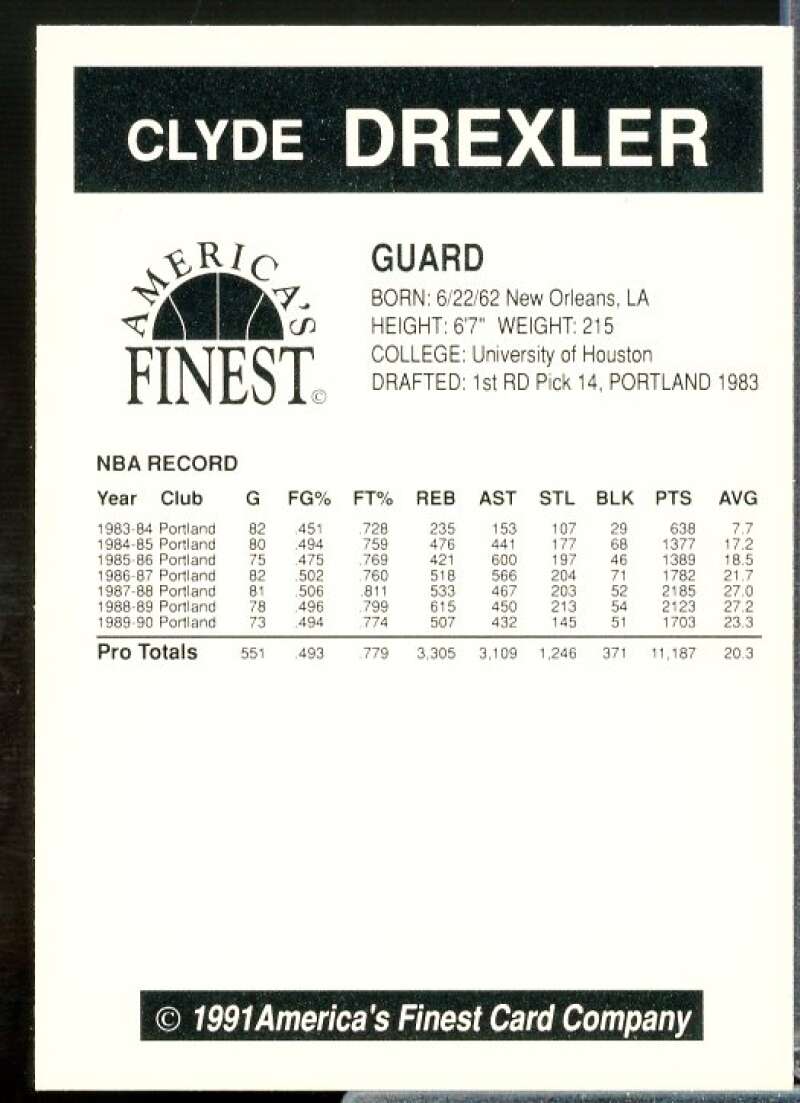 CLYDE DREXLER
AMERICA'S
FINEST©
GUARD
BORN: 6/22/62 New Orleans, LA
HEIGHT: 6'7" WEIGHT: 215
COLLEGE: University of Houston
DRAFTED: 1st RD Pick 14, PORTLAND 1983
NBA RECORD
Year Club G FG% FT% REB AST STL BLK PTS AVG
1983-84 Portland 82 .451 .728 235 153 107 29 638 7.7
1984-85 Portland 80 .494 .759 476 441 177 68 1377 17.2
1985-86 Portland 75 .475 .769 421 600 197 46 1389 18.5
1986-87 Portland 82 .502 .760 518 566 204 71 1782 21.7
1987-88 Portland 81 .506 .811 533 467 203 52 2185 27.0
1988-89 Portland 78 .496 .799 615 450 213 54 2123 27.2
1989-90 Portland 73 .494 .774 507 432 145 51 1703 23.3
Pro Totals 551 .493 .779 3,305 3,109 1,246 371 11,187 20.3
© 1991 America's Finest Card Company